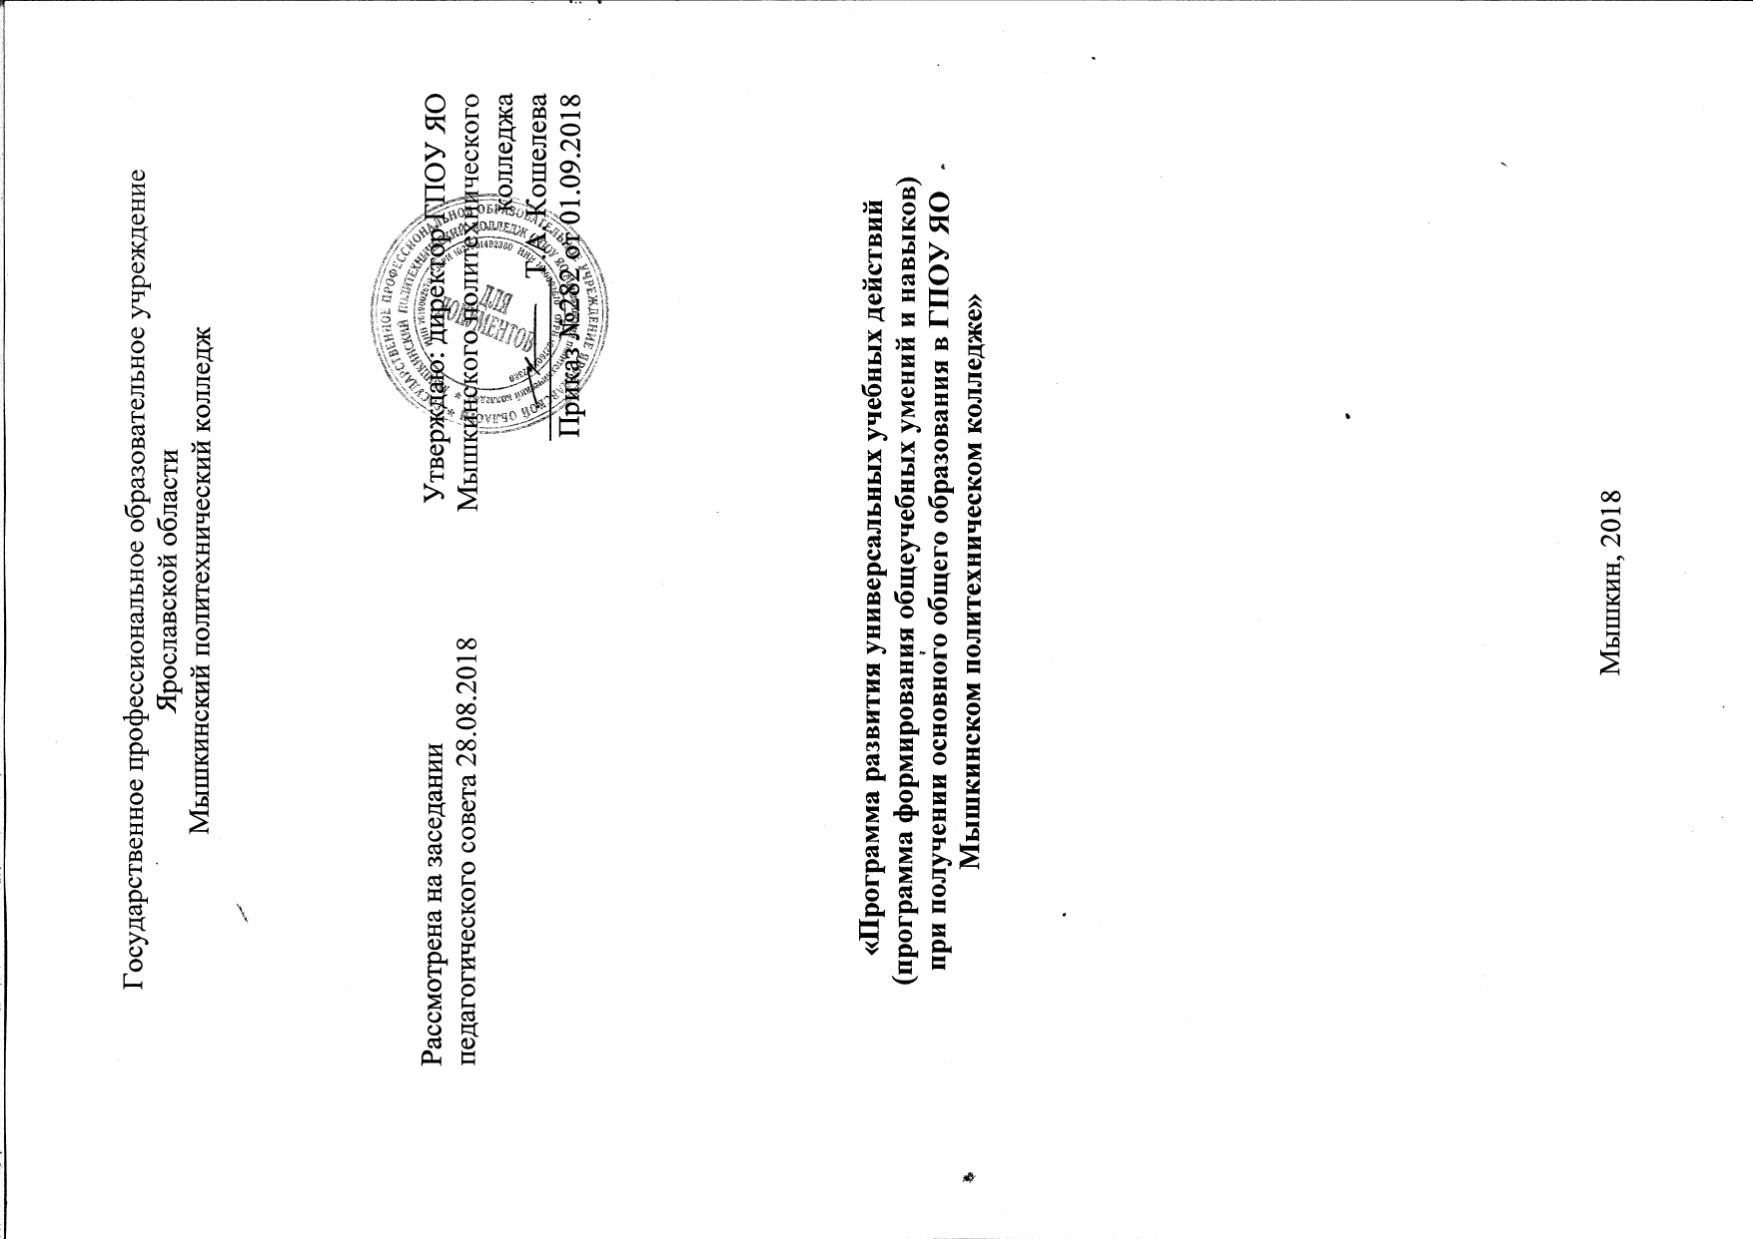 Государственное профессиональное образовательное учреждение
Ярославской области
Мышкинский политехнический колледж
Рассмотрена на заседании
педагогического совета 28.08.2018
Утверждаю: директор ГПОУ ЯО
Мышкинского политехнического
колледжа
Т.А. Кошелева
Приказ №282 от 01.09.2018
ДЛЯ
ДОКУМЕНТОВ
«Программа развития универсальных учебных действий
(программа формирования общеучебных умений и навыков)
при получении основного общего образования в ГПОУ ЯО
Мышкинском политехническом колледже»
Мышкин, 2018